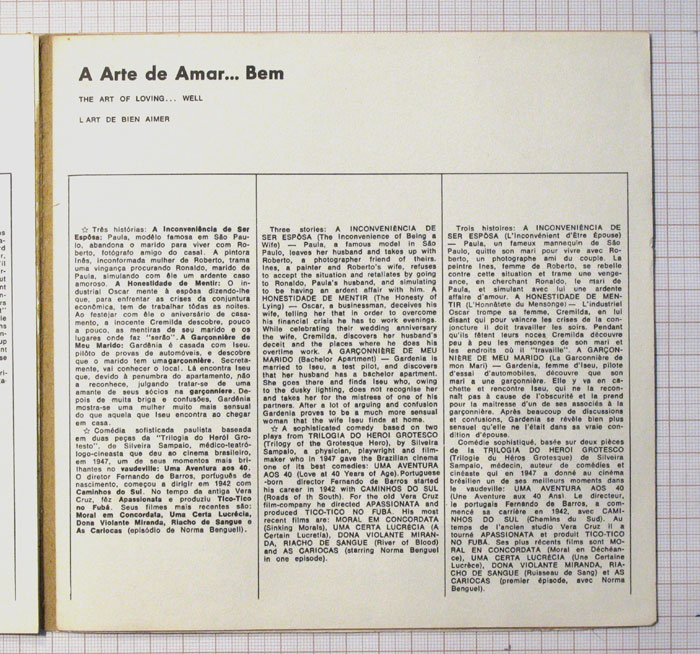 A Arte de Amar... Bem
THE ART OF LOVING... WELL
L'ART DE BIEN AIMER
☆ Três histórias: A Inconveniência de Ser
Espôsa: Paula, modêlo famosa em São Pau-
lo, abandona o marido para viver com Ro-
berto, fotógrafo amigo do casal. A pintora
Inês, inconformada mulher de Roberto, trama
uma vingança procurando Ronaldo, marido de
Paula, simulando com êle um ardente caso
amoroso. A Honestidade de Mentir: O in-
dustrial Oscar mente à espôsa dizendo-lhe
que, para enfrentar as crises da conjuntura
econômica, tem de trabalhar tôdas as noites.
Ao festejar com êle o aniversário de casa-
mento, a inocente Cremilda descobre, pouco
a pouco, as mentiras de seu marido e os
lugares onde faz "serão". A Garçonnière de
Meu Marido: Gardênia é casada com Iseu,
pilôto de provas de automóveis, e descobre
que o marido tem uma garçonnière. Secreta-
mente, vai conhecer o local. Lá encontra Iseu
que, devido à penumba do apartamento, não
a reconhece, julgando tratar-se de uma
amante de seus sócios na garçonnière. De-
pois de muita briga e confusões, Gardênia
mostra-se uma mulher muito mais sensual
do que aquela que Iseu encontra ao chegar
em casa.
☆ Comédia sofisticada paulista baseada
em duas peças de "Trilogia do Herói Gro-
testo", de Silveira Sampaio, médico-teatró-
logo-cineasta que deu ao cinema brasileiro,
em 1947, um de seus momentos mais bri-
lhantes no vaudeville: Uma Aventura aos 40.
O diretor Fernando de Barros, português de
nascimento, começou a dirigir em 1942 com
Caminhos do Sul. No tempo da antiga Vera
Cruz, fêz Apassionata e produziu Tico-Tico
no Fubá. Seus filmes mais recentes são:
Moral em Concordata, Uma Certa Lucrécia,
Dona Violante Miranda, Riacho de Sangue e
As Cariocas (episódio de Norma Benguell).
Three stories: A INCONVENIÊNCIA DE
SER ESPÔSA (The Inconvenience of Being a
Wife) — Paula, a famous model in São
Paulo, leaves her husband and takes up with
Roberto, a photographer friend of theirs.
Ines, a painter and Roberto's wife, refuses
to accept the situation and retaliates by going
to Ronaldo, Paula's husband, and simulating
to be having an ardent affair with him. A
HONESTIDADE DE MENTIR (The Honesty of
Lying) — Oscar, a businessman, deceives his
wife, telling her that in order to overcome
his financial crisis he has to work evenings.
While celebrating their wedding anniversary
the wife, Cremilda, discovers her husband's
deceit and the places where he does his
overtime work. A GARÇONNIÈRE DE MEU
MARIDO (Bachelor Apartment) — Gardenia is
married to Iseu, a test pilot, and discovers
that her husband has a bachelor apartment.
She goes there and finds Iseu who, owing
to the dusky lighting, does not recognise her
and takes her for the mistress of one of his
partners. After a lot of arguing and confusion
Gardenia proves to be a much more sensual
woman that the wife Iseu finds at home.
☆ A sophisticated comedy based on two
plays from TRILOGIA DO HEROI GROTESCO
(Trilogy of the Grotesque Hero), by Silveira
Sampaio, a physician, playwright and film-
maker who in 1947 gave the Brazilian cinema
one of its best comedies: UMA AVENTURA
AOS 40 (Love at 40 Years of Age). Portuguese
-born director Fernando de Barros started
his career in 1942 with CAMINHOS DO SUL
(Roads of th South). For the old Vera Cruz
film-company he directed APASSIONATA and
produced TICO-TICO NO FUBÁ. His most
recent films are: MORAL EM CONCORDATA
(Sinking Morals), UMA CERTA LUCRÉCIA (A
Certain Lucretia), DONA VIOLANTE MIRAN-
DA, RIACHO DE SANGUE (River of Blood)
and AS CARIOCAS (starring Norma Benguel
in one episode).
Trois histoires: A INCONVENIÊNCIA DE
SER ESPÔSA (L'Inconvénient d'Être Épouse)
— Paula, un fameux mannequin de São
Paulo, quitte son mari pour vivre avec Ro-
berto, un photographe ami du couple. La
peintre Ines, femme de Roberto, se rebelle
contre cette situation et trame une venge-
ance, en cherchant Ronaldo, le mari de
Paula, et simulant avec lui une ardente
affaire d'amour. A HONESTIDADE DE MEN-
TIR (L'Honnêteté du Mensonge) — L'industriel
Oscar trompe sa femme, Cremilda, en lui
disant qui pour vaincre les crises de la con-
joncture il doit travailler les soirs. Pendant
qu'ils fêtent leurs noces Cremilda découvre
peu à peu les mensonges de son mari et
les endroits où il "travaille". A GARÇON-
NIÈRE DE MEU MARIDO (La Garconnière de
mon Mari) — Gardenia, femme d'Iseu, pilote
d'essai d'automobiles, découvre que son
mari a une garçonnière. Elle y va en ca-
chette et rencontre Iseu, qui ne la recon-
naît pas à cause de l'obscurité et la prend
pour la maitresse d'un de ses associés à la
garçonnière. Après beaucoup de discussions
et confusions, Gardenia se révèle bien plus
sensuel qu'elle ne l'était dans sa vraie con-
dition d'épouse.
Comédie sophistiqué, basée sur deux pièces
de la TRILOGIA DO HERÓI GROTESCO
(Trilogie du Héros Grotesque) de Silveira
Sampaio, médecin, auteur de comédies et
cinéaste qui en 1947 a donné au cinéma
brésilien un de ses meilleurs moments dans
le vaudeville: UMA AVENTURA AOS 40
(Une Aventure aux 40 Ans). Le directeur,
le portugais Fernando de Barros, a com-
mencé sa carrière en 1942, avec CAMI-
NHOS DO SUL (Chemins du Sud). Au
temps de l'ancien studio Vera Cruz il a
tourné APASSIONATA et produit TICO-TICO
NO FUBÁ. Ses plus récents films sont MO-
RAL EN CONCORDATA (Moral en Déchéan-
ce), UMA CERTA LUCRÉCIA (Une Certaine
Lucrèce), DONA VIOLANTE MIRANDA, RIA-
CHO DE SANGUE (Ruisseau de Sang) et AS
CARIOCAS (premier épisode, avec Norma
Benguel).